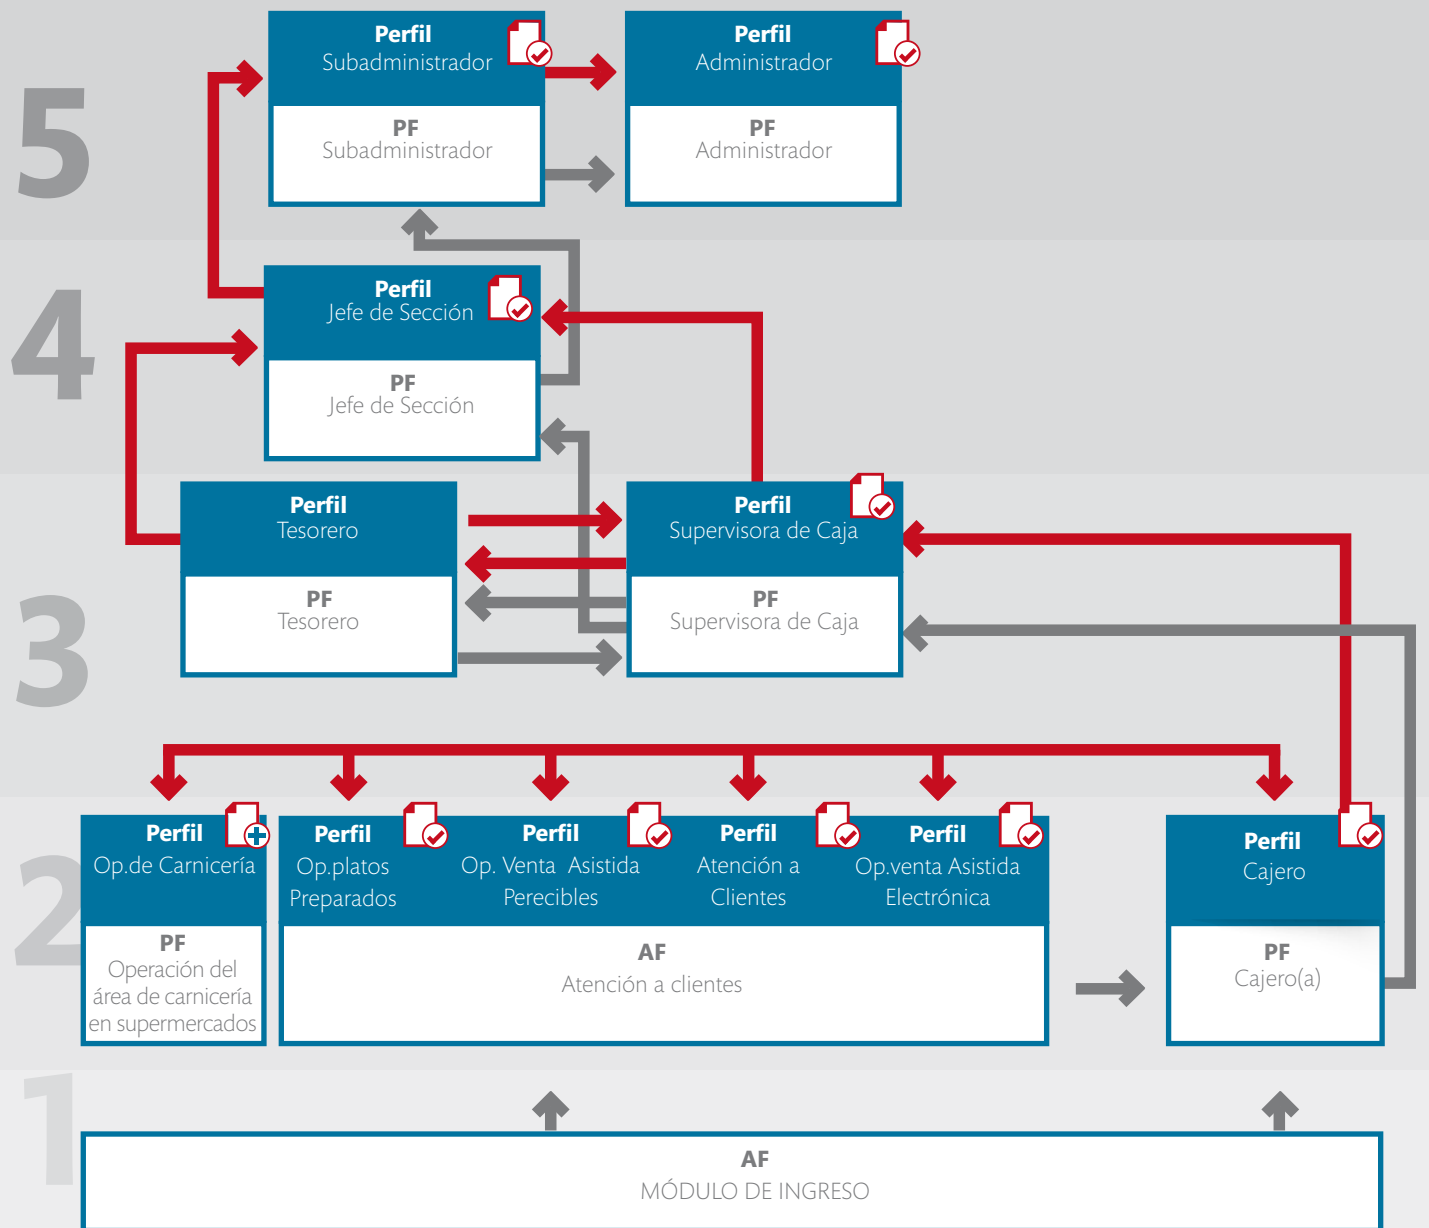 5
Perfil
Subadministrador
PF
Subadministrador
Perfil
Administrador
PF
Administrador
4
Perfil
Jefe de Sección
PF
Jefe de Sección
3
Perfil
Tesorero
PF
Tesorero
Perfil
Supervisora de Caja
PF
Supervisora de Caja
2
Perfil
Op.de Carnicería
PF
Operación del
área de carnicería
en supermercados
Perfil
Op.platos
Preparados
Perfil
Op. Venta Asistida
Perecibles
Perfil
Atención a
Clientes
Perfil
Op.venta Asistida
Electrónica
AF
Atención a clientes
Perfil
Cajero
PF
Cajero(a)
1
AF
MÓDULO DE INGRESO